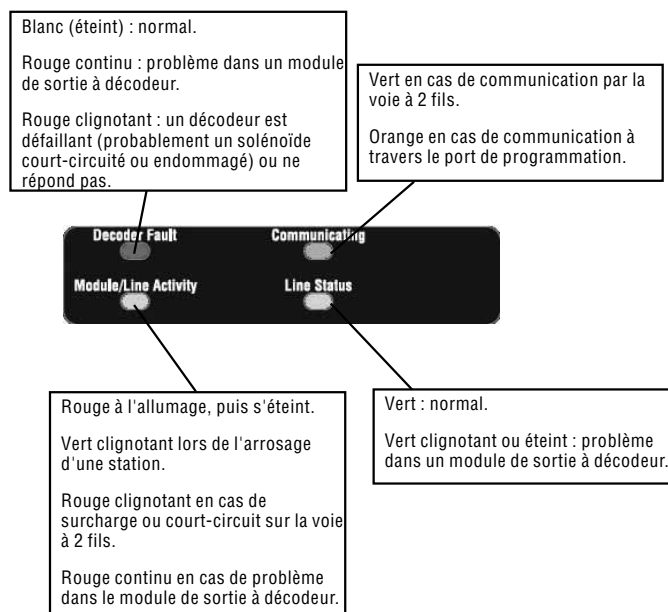 Blanc (éteint) : normal.
Rouge continu : problème dans un module
de sortie à décodeur.
Rouge clignotant : un décodeur est
défaillant (probablement un solénoïde
court-circuité ou endommagé) ou ne
répond pas.
Vert en cas de communication par la
voie à 2 fils.
Orange en cas de communication à
travers le port de programmation.
Decoder Fault
Communicating
Module/Line Activity
Line Status
Rouge à l'allumage, puis s'éteint.
Vert clignotant lors de l'arrosage
d'une station.
Rouge clignotant en cas de
surcharge ou court-circuit sur la voie
à 2 fils.
Rouge continu en cas de problème
dans le module de sortie à décodeur.
Vert : normal.
Vert clignotant ou éteint : problème
dans un module de sortie à décodeur.